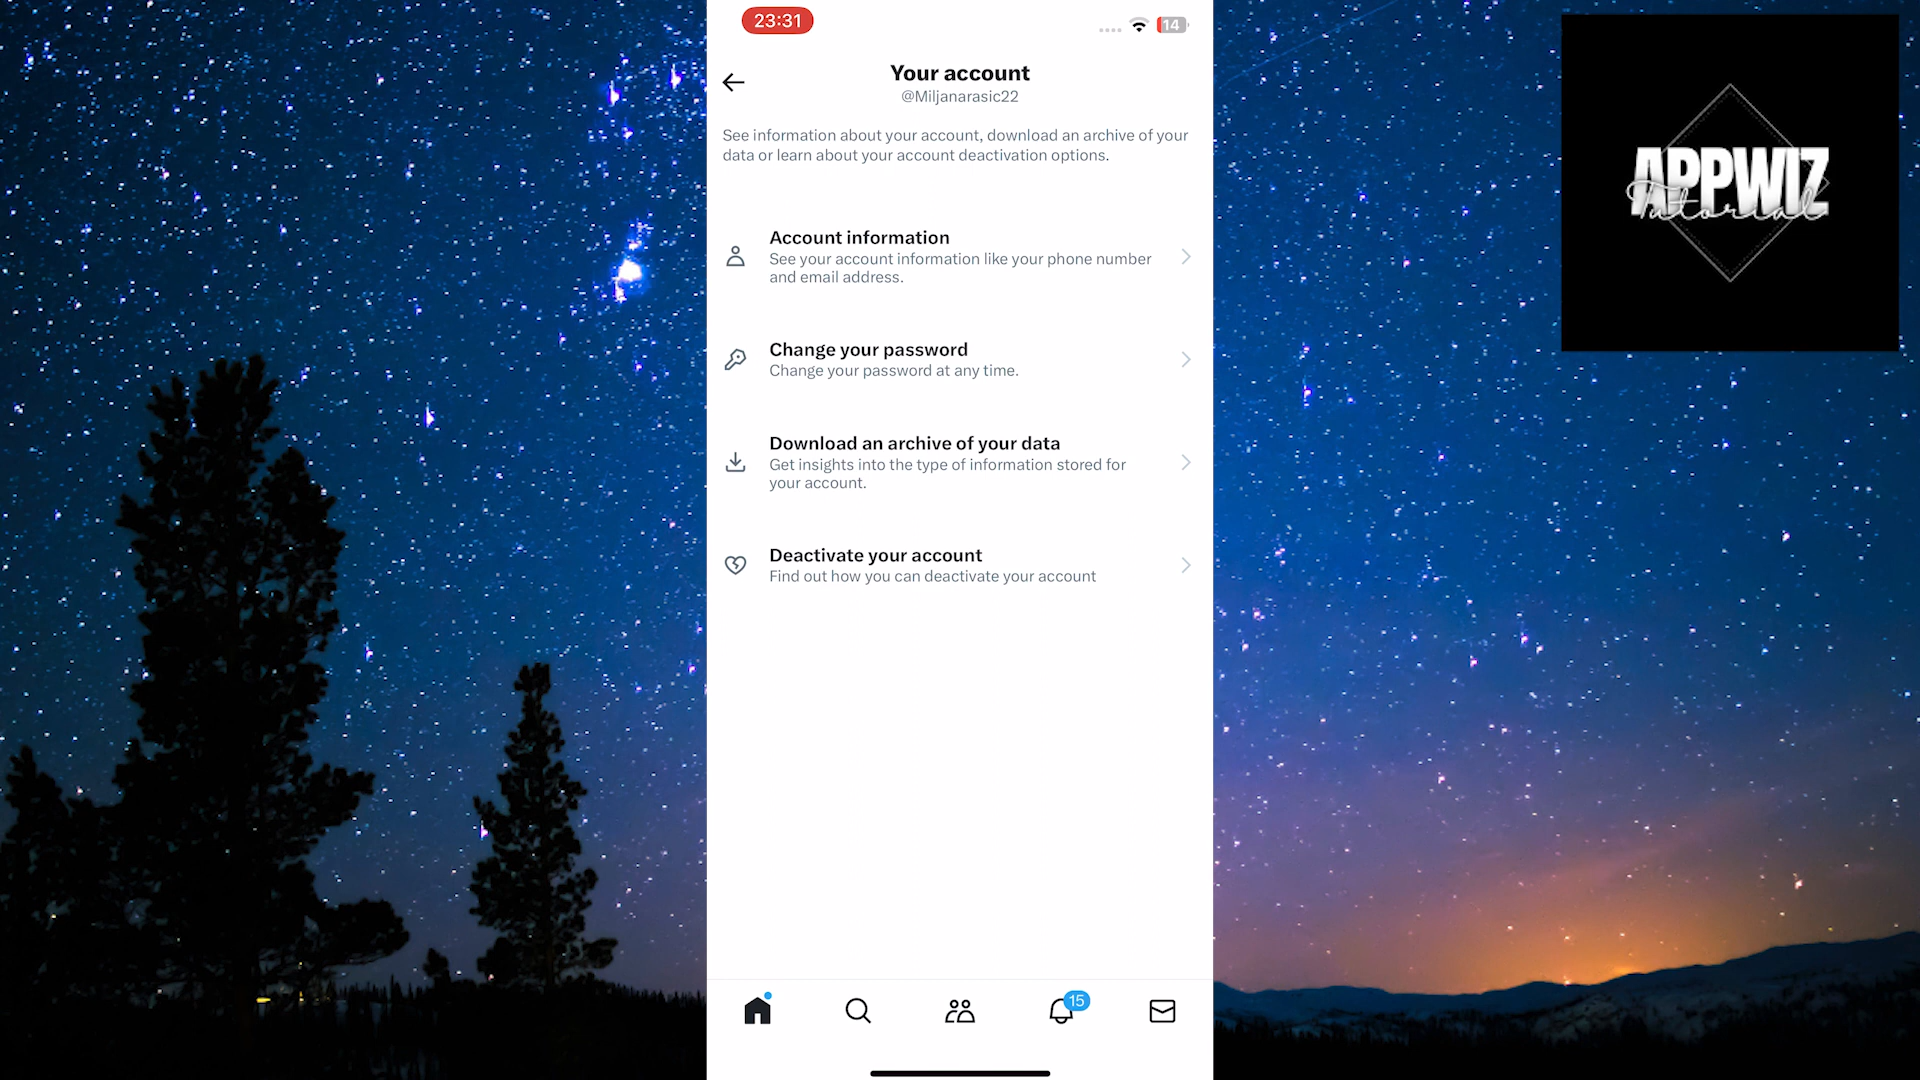 23:31
14
Your account
@Miljanarasic22
See information about your account, download an archive of your
data or learn about your account deactivation options.
Account information
See your account information like your phone number
and email address.
Change your password
Change your password at any time.
Download an archive of your data
Get insights into the type of information stored for
your account.
Deactivate your account
Find out how you can deactivate your account
15
APPWIZ
Tutorial